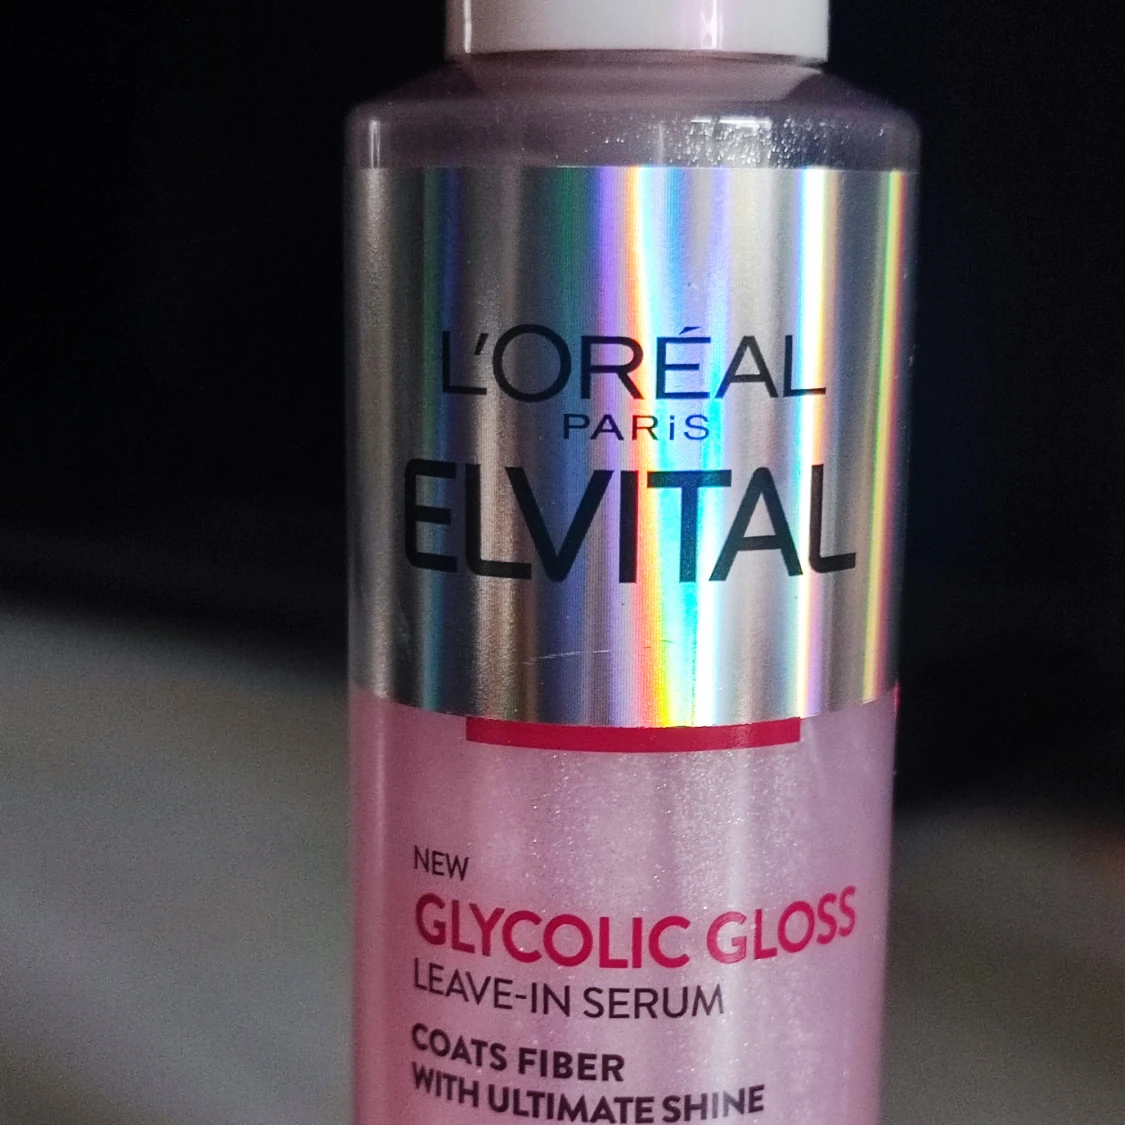 L'ORÉAL
PARiS
ELVITAL
NEW
GLYCOLIC GLOSS
LEAVE-IN SERUM
COATS FIBER
WITH ULTIMATE SHINE